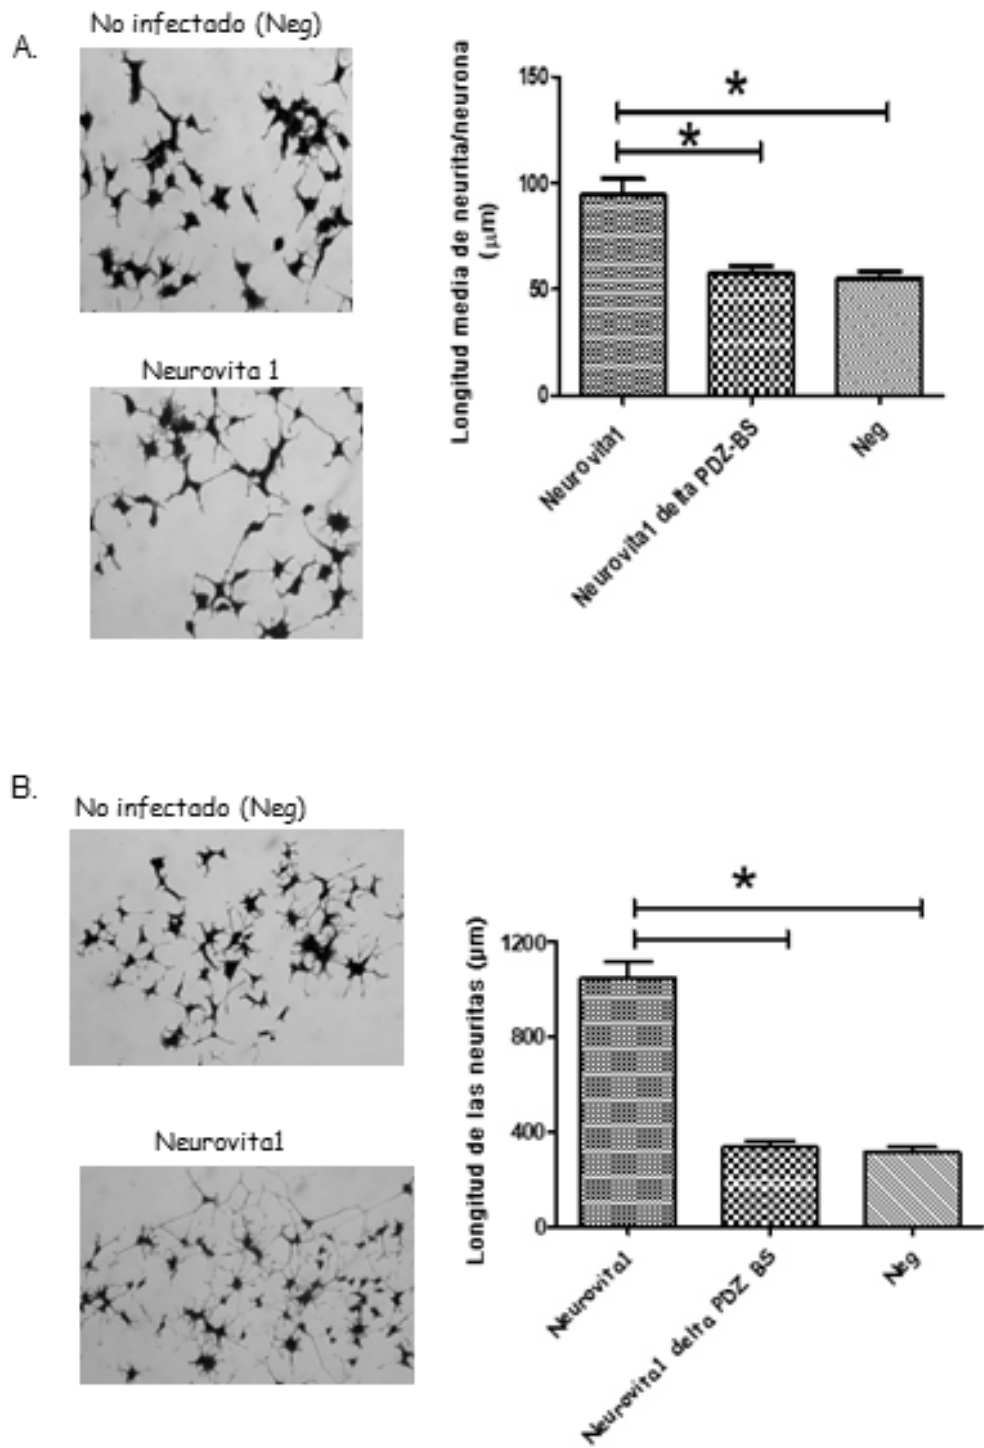 A.
No infectado (Neg)
Neurovita 1
Longitud media de neurita/neurona
(μm)
150
100
50
0
*
*
Neurovita1
Neurovita1 delta PDZ-BS
Neg
B.
No infectado (Neg)
Neurovita1
Longitud de las neuritas (μm)
1200
800
400
0
*
Neurovita1
Neurovita1 delta PDZ BS
Neg